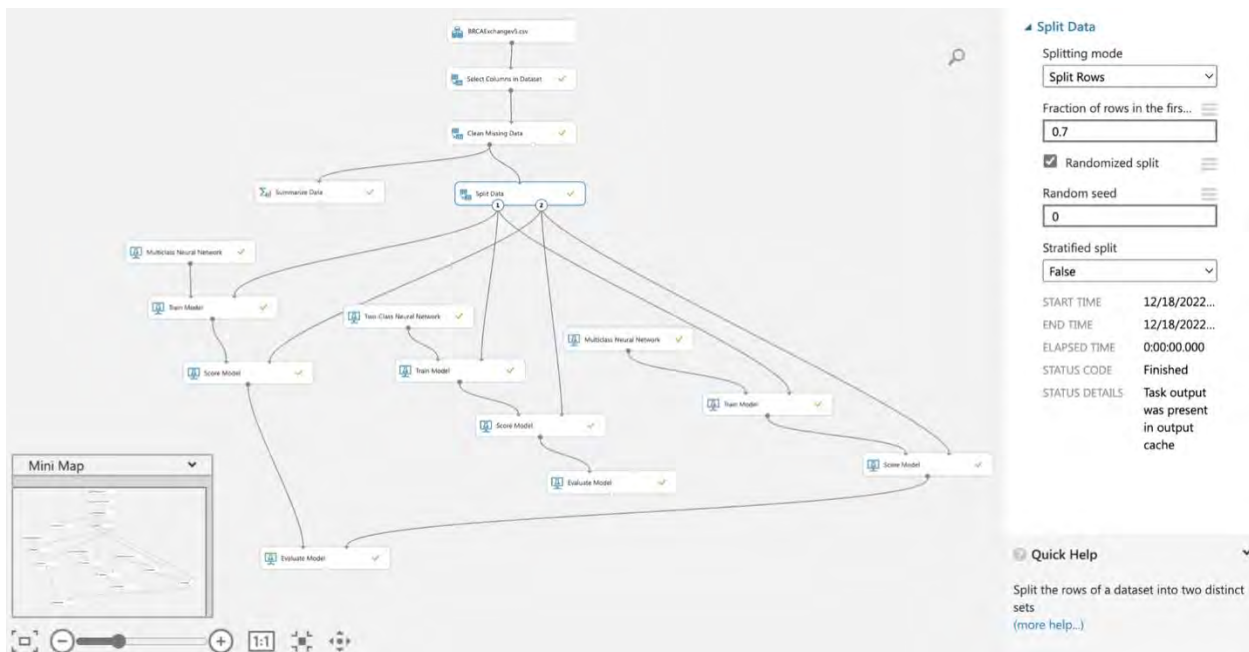 BRCAExchangev5.csv
Select Columns in Dataset
Clean Missing Data
Summarize Data
Split Data
1
2
Multiclass Neural Network
Train Model
Two-Class Neural Network
Multiclass Neural Network
Score Model
Train Model
Train Model
Score Model
Score Model
Evaluate Model
Evaluate Model
Mini Map
1:1
Split Data
Splitting mode
Split Rows
Fraction of rows in the firs...
0.7
Randomized split
Random seed
0
Stratified split
False
START TIME 12/18/2022...
END TIME 12/18/2022...
ELAPSED TIME 0:00:00.000
STATUS CODE Finished
STATUS DETAILS Task output
was present
in output
cache
Quick Help
Split the rows of a dataset into two distinct
sets
(more help...)